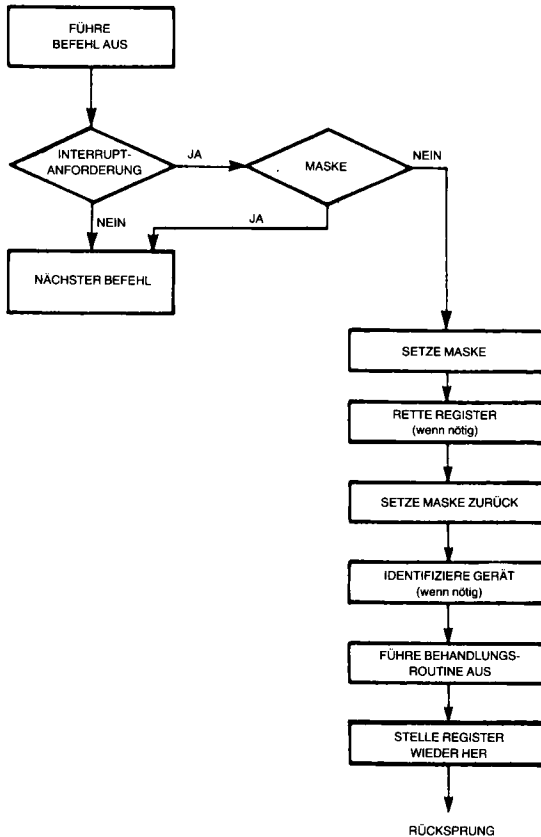 FÜHRE
BEFEHL AUS
INTERRUPT-
ANFORDERUNG
JA
MASKE
NEIN
NEIN
JA
NÄCHSTER BEFEHL
SETZE MASKE
RETTE REGISTER
(wenn nötig)
SETZE MASKE ZURÜCK
IDENTIFIZIERE GERÄT
(wenn nötig)
FÜHRE BEHANDLUNGS-
ROUTINE AUS
STELLE REGISTER
WIEDER HER
RÜCKSPRUNG